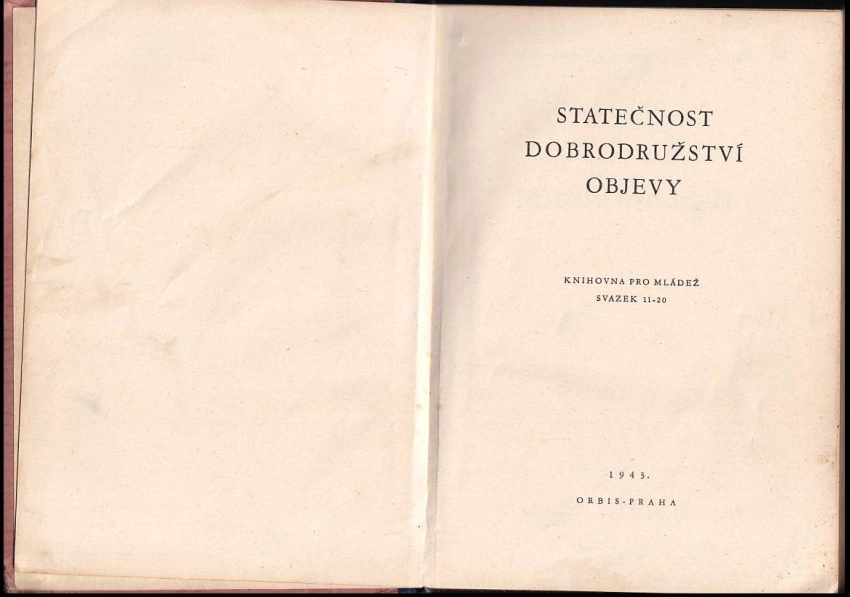 STATEČNOST
DOBRODRUŽSTVÍ
OBJEVY
KNIHOVNA PRO MLÁDEŽ
SVAZEK 11-20
1943.
ORBIS-PRAHA